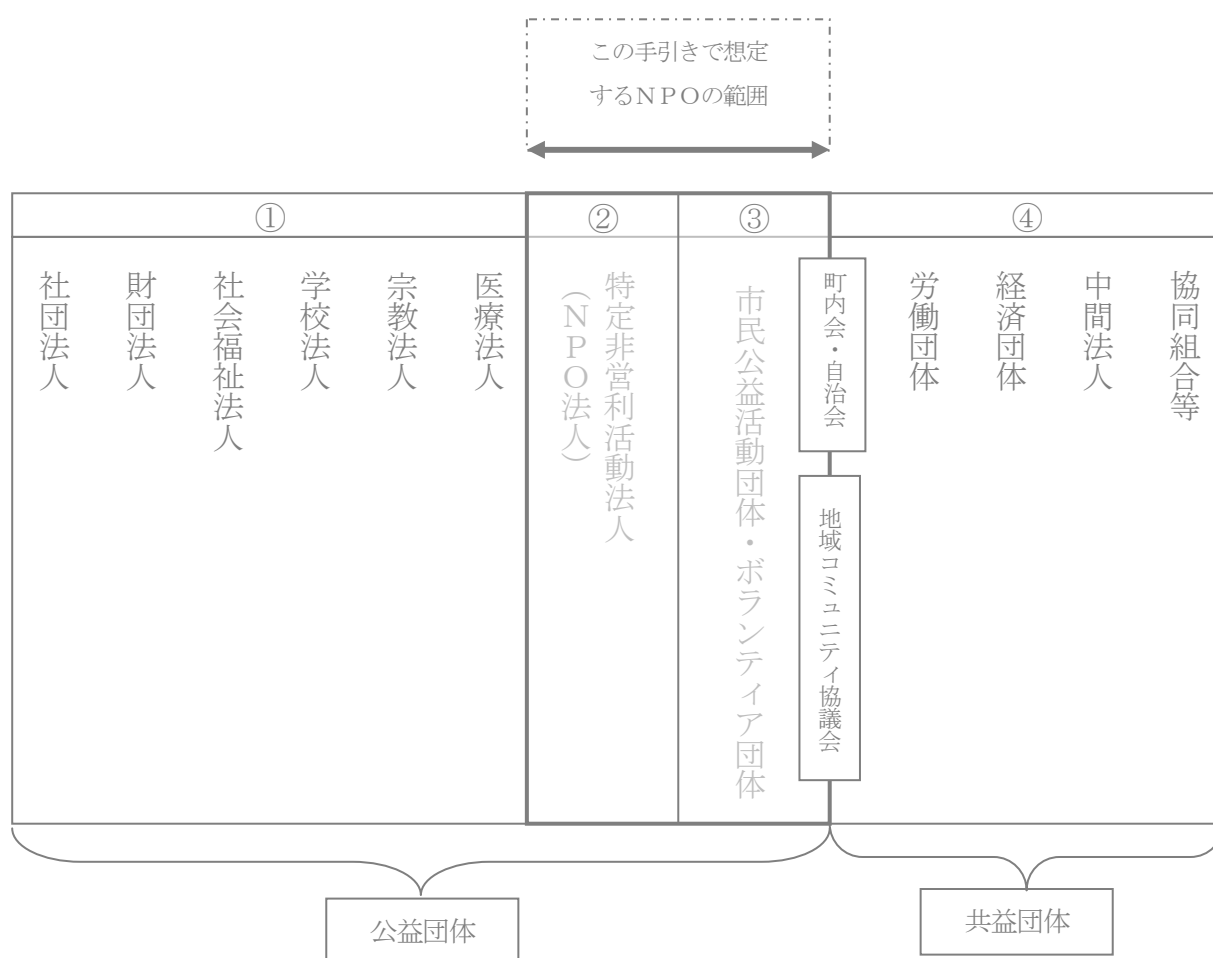 この手引きで想定
するＮＰＯの範囲
①
②
③
④
社団法人
財団法人
社会福祉法人
学校法人
宗教法人
医療法人
特定非営利活動法人
（ＮＰＯ法人）
市民公益活動団体・ボランティア団体
町内会・自治会
地域コミュニティ協議会
労働団体
経済団体
中間法人
協同組合等
公益団体
共益団体